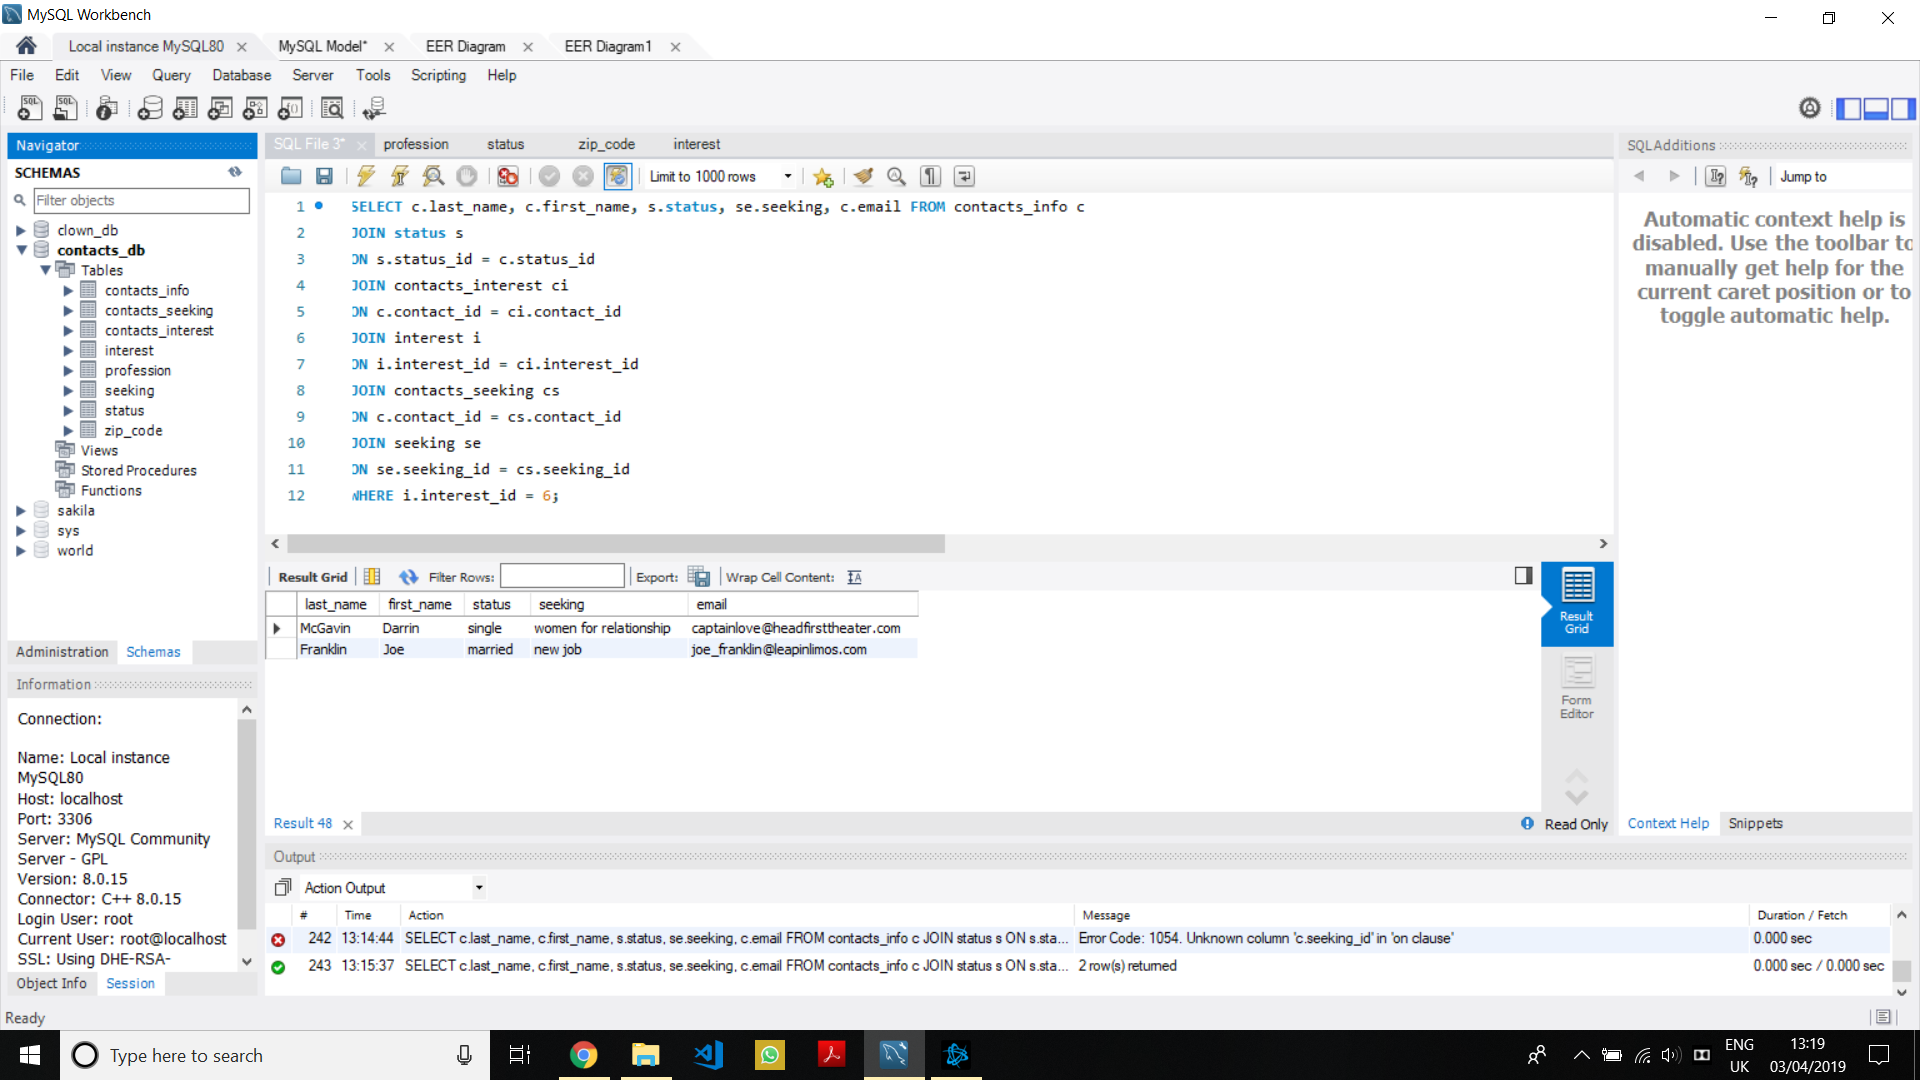 MySQL Workbench
Local instance MySQL80
MySQL Model*
EER Diagram
EER Diagram1
File Edit View Query Database Server Tools Scripting Help
Navigator
SCHEMAS
Filter objects
clown_db
contacts_db
Tables
contacts_info
contacts_seeking
contacts_interest
interest
profession
seeking
status
zip_code
Views
Stored Procedures
Functions
sakila
sys
world
Administration Schemas
Information
Connection:
Name: Local instance
MySQL80
Host: localhost
Port: 3306
Server: MySQL Community
Server - GPL
Version: 8.0.15
Connector: C++ 8.0.15
Login User: root
Current User: root@localhost
SSL: Using DHE-RSA-
Object Info Session
Ready
SQL File 3* profession status zip_code interest
Limit to 1000 rows
1 SELECT c.last_name, c.first_name, s.status, se.seeking, c.email FROM contacts_info c
2 JOIN status s
3 ON s.status_id = c.status_id
4 JOIN contacts_interest ci
5 ON c.contact_id = ci.contact_id
6 JOIN interest i
7 ON i.interest_id = ci.interest_id
8 JOIN contacts_seeking cs
9 ON c.contact_id = cs.contact_id
10 JOIN seeking se
11 ON se.seeking_id = cs.seeking_id
12 WHERE i.interest_id = 6;
Result Grid Filter Rows: Export: Wrap Cell Content:
last_name first_name status seeking email
McGavin Darrin single women for relationship captainlove@headfirsttheater.com
Franklin Joe married new job joe_franklin@leapinlimos.com
Result
Grid
Form
Editor
Result 48
Read Only
Output
Action Output
# Time Action Message Duration / Fetch
242 13:14:44 SELECT c.last_name, c.first_name, s.status, se.seeking, c.email FROM contacts_info c JOIN status s ON s.sta... Error Code: 1054. Unknown column 'c.seeking_id' in 'on clause' 0.000 sec
243 13:15:37 SELECT c.last_name, c.first_name, s.status, se.seeking, c.email FROM contacts_info c JOIN status s ON s.sta... 2 row(s) returned 0.000 sec / 0.000 sec
SQLAdditions
Jump to
Automatic context help is
disabled. Use the toolbar to
manually get help for the
current caret position or to
toggle automatic help.
Context Help Snippets
Type here to search
ENG
UK
13:19
03/04/2019